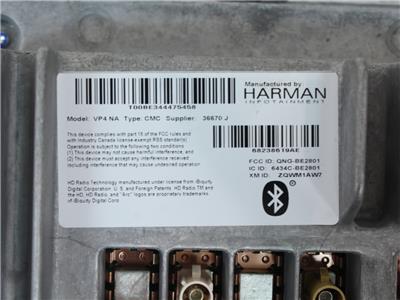 T00BE344475458
Model: VP4 NA Type: CMC Supplier: 36670 J
Manufactured by
HARMAN
INFOTAINMENT
This device complies with part 15 of the FCC rules and
with Industry Canada license-exempt RSS standard(s)
Operation is subject to the following two conditions
(1) This device may not cause harmful interference, and
(2) This device must accept any interference received
including interference that may cause undesired operation
68238619AE
HD Radio Technology manufactured under license from iBiquity
Digital Corporation. U. S. and Foreign Patents. HD Radio TM and
the HD, HD Radio, and "Arc" logos are proprietary trademarks
of iBiquity Digital Corp
FCC ID: QNG-BE2801
IC ID: 6434C-BE2801
XM ID: ZQWM1AW7